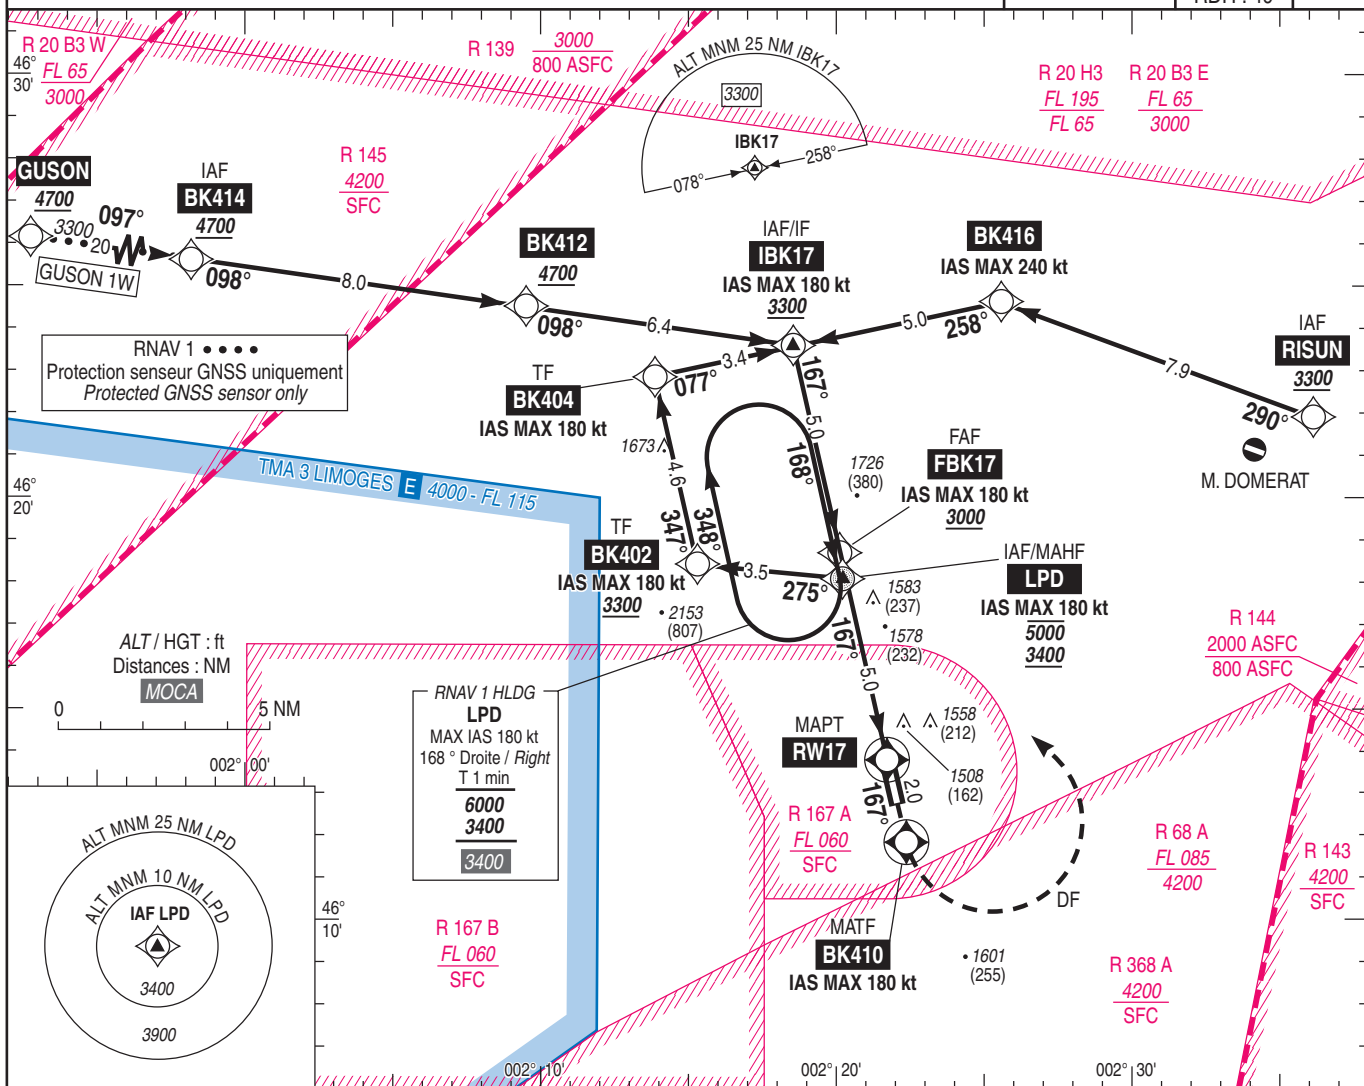 RDH : 49
R 20 B3 W
FL 65
3000
46°
30'
R 139
3000
800 ASFC
ALT MNM 25 NM IBK17
3300
IBK17
078°
258°
R 20 H3
FL 195
FL 65
R 20 B3 E
FL 65
3000
R 145
4200
SFC
GUSON
4700
3300
20
097°
GUSON 1W
IAF
BK414
4700
098°
8.0
BK412
4700
098°
6.4
IAF/IF
IBK17
IAS MAX 180 kt
3300
BK416
IAS MAX 240 kt
258°
5.0
IAF
RISUN
3300
290°
7.9
M. DOMERAT
RNAV 1
Protection senseur GNSS uniquement
Protected GNSS sensor only
TF
BK404
IAS MAX 180 kt
077°
3.4
167°
5.0
168°
1673
4.6
347°
348°
1726
(380)
FAF
FBK17
IAS MAX 180 kt
3000
TMA 3 LIMOGES E 4000 - FL 115
46°
20'
TF
BK402
IAS MAX 180 kt
3300
3.5
275°
2153
(807)
IAF/MAHF
LPD
IAS MAX 180 kt
5000
3400
1583
(237)
1578
(232)
167°
5.0
R 144
2000 ASFC
800 ASFC
ALT / HGT : ft
Distances : NM
MOCA
0
5 NM
002° 00'
RNAV 1 HLDG
LPD
MAX IAS 180 kt
168 ° Droite / Right
T 1 min
6000
3400
3400
MAPT
RW17
1558
(212)
1508
(162)
2.0
167°
R 167 A
FL 060
SFC
R 68 A
FL 085
4200
R 143
4200
SFC
DF
MATF
BK410
IAS MAX 180 kt
1601
(255)
R 368 A
4200
SFC
R 167 B
FL 060
SFC
46°
10'
ALT MNM 25 NM LPD
ALT MNM 10 NM LPD
IAF LPD
3400
3900
002° 10'
002° 20'
002° 30'